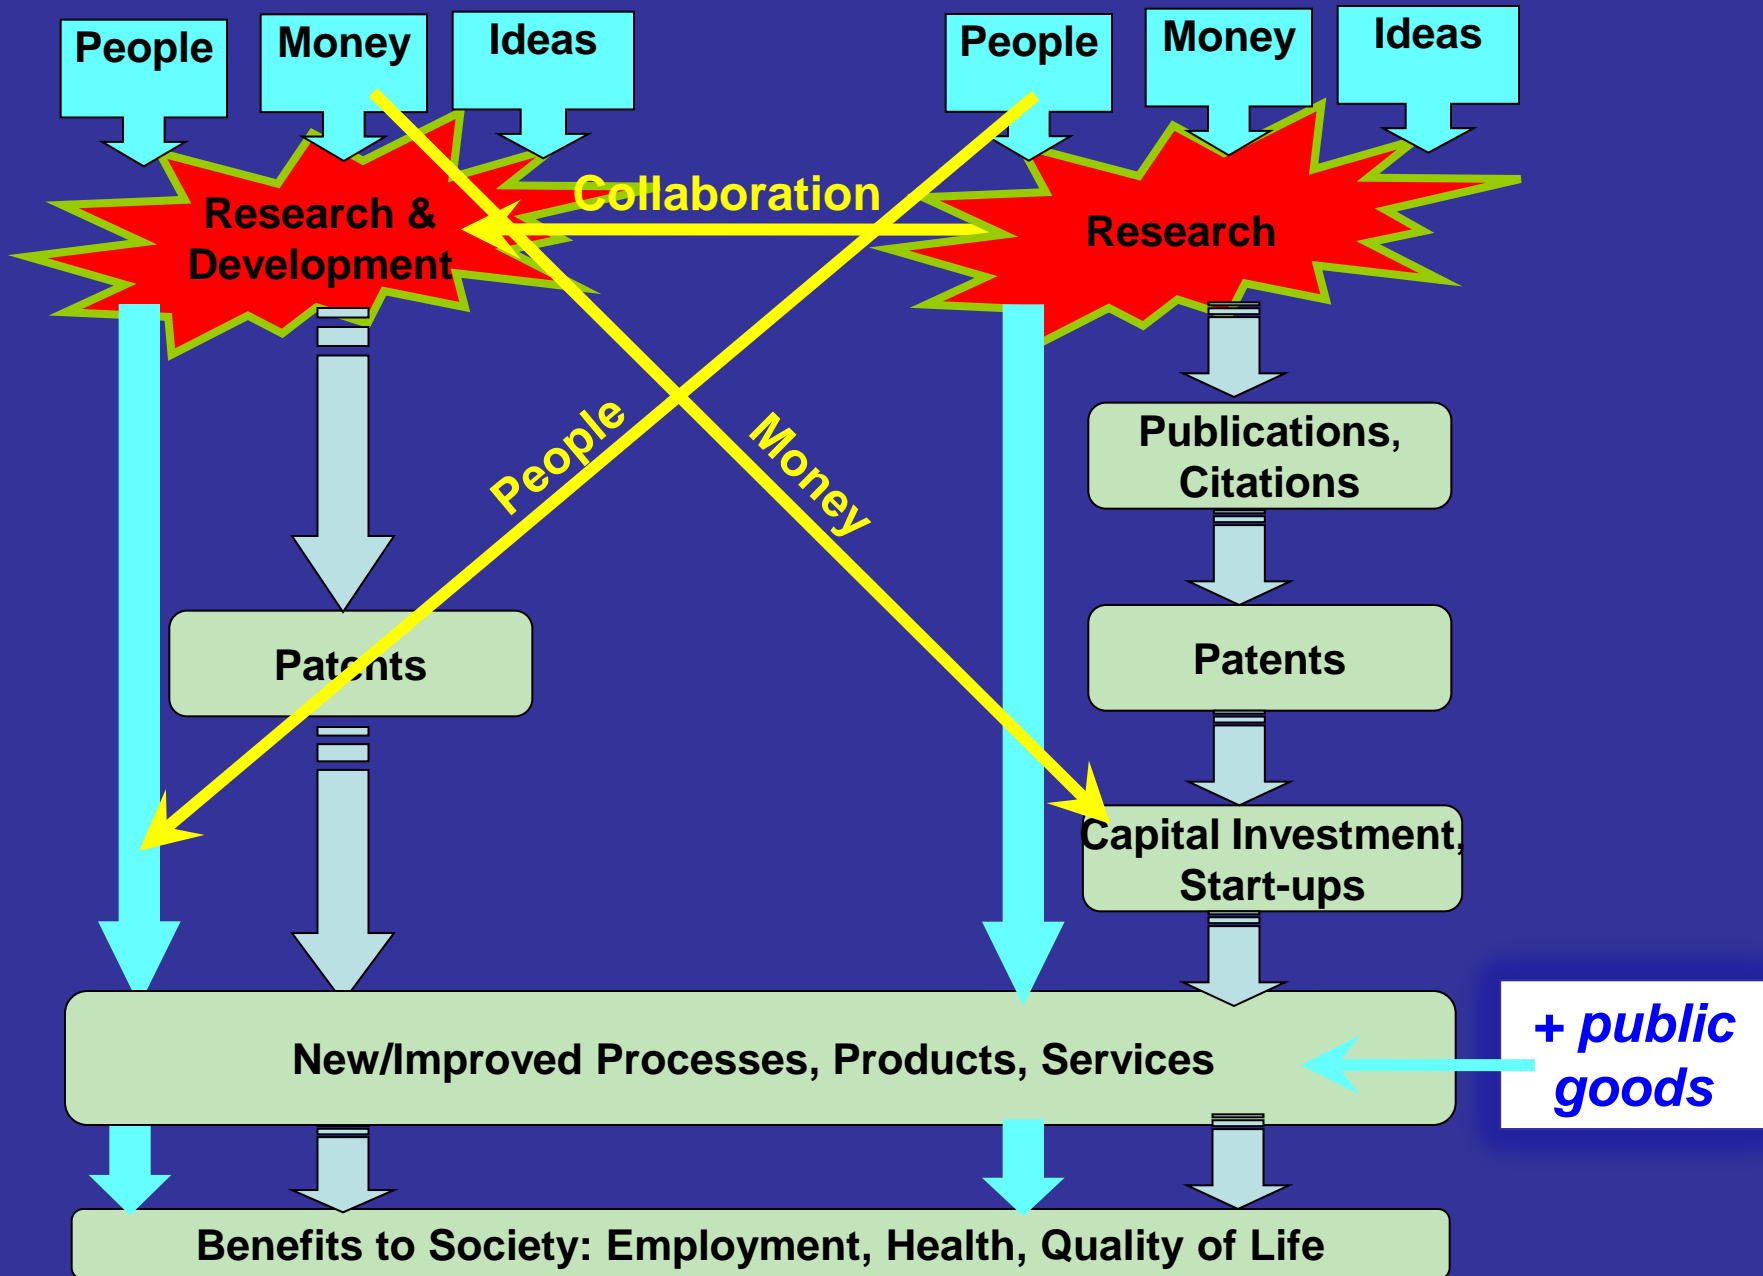 People
Money
Ideas
People
Money
Ideas
Collaboration
Research &
Development
Research
People
Money
Publications,
Citations
Patents
Patents
Capital Investment,
Start-ups
New/Improved Processes, Products, Services
+ public
goods
Benefits to Society: Employment, Health, Quality of Life